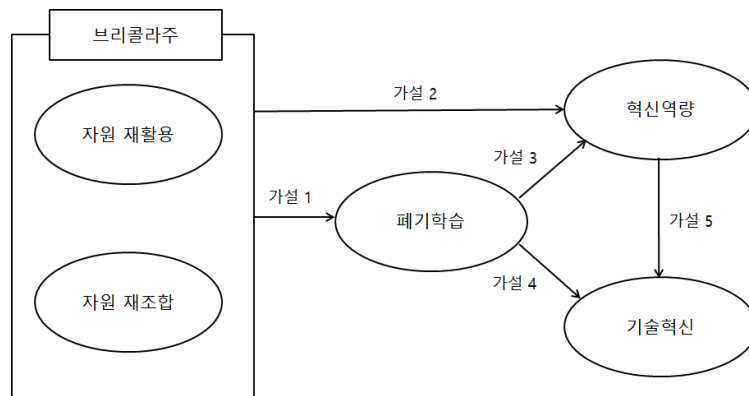 브리콜라주
자원 재활용
자원 재조합
가설 1
가설 2
폐기학습
가설 3
가설 4
혁신역량
가설 5
기술혁신